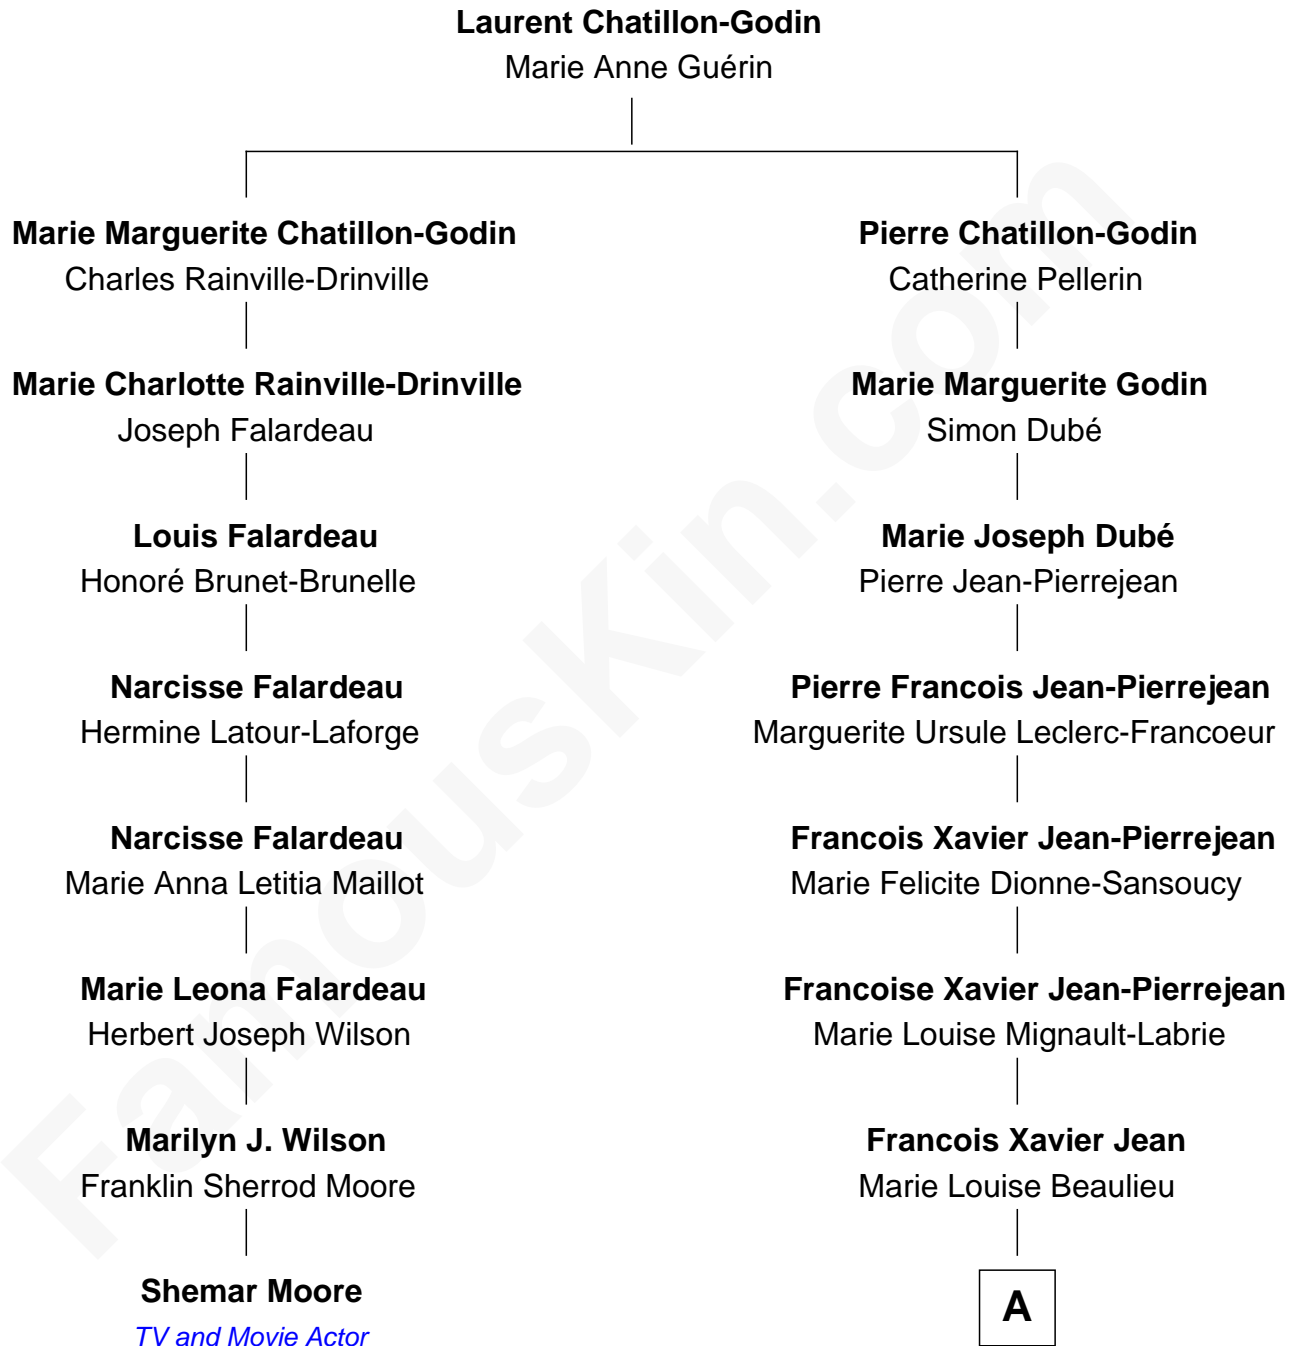 Laurent Chatillon-Godin
Marie Anne Guérin
Marie Marguerite Chatillon-Godin
Charles Rainville-Drinville
Pierre Chatillon-Godin
Catherine Pellerin
Marie Charlotte Rainville-Drinville
Joseph Falardeau
Marie Marguerite Godin
Simon Dubé
Louis Falardeau
Honoré Brunet-Brunelle
Marie Joseph Dubé
Pierre Jean-Pierrejean
Narcisse Falardeau
Hermine Latour-Laforge
Pierre Francois Jean-Pierrejean
Marguerite Ursule Leclerc-Francoeur
Narcisse Falardeau
Marie Anna Letitia Maillot
Francois Xavier Jean-Pierrejean
Marie Felicite Dionne-Sansoucy
Marie Leona Falardeau
Herbert Joseph Wilson
Francoise Xavier Jean-Pierrejean
Marie Louise Mignault-Labrie
Marilyn J. Wilson
Franklin Sherrod Moore
Francois Xavier Jean
Marie Louise Beaulieu
Shemar Moore
TV and Movie Actor
A
FamousKin.com